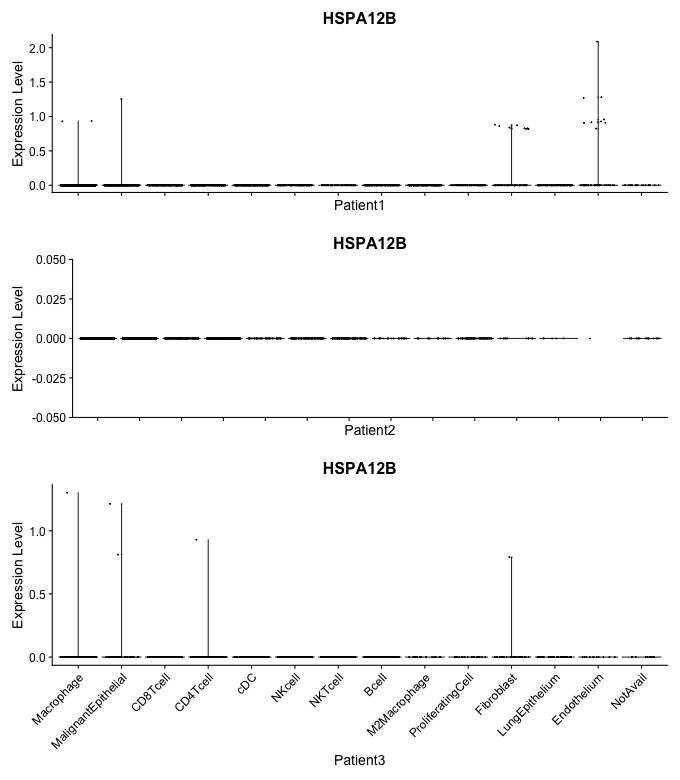 HSPA12B
Expression Level
2.0
1.5
1.0
0.5
0.0
Patient1
HSPA12B
Expression Level
0.050
0.025
0.000
-0.025
-0.050
Patient2
HSPA12B
Expression Level
1.0
0.5
0.0
Macrophage
MalignantEpithelial
CD8Tcell
CD4Tcell
cDC
NKcell
NKTcell
Bcell
M2Macrophage
ProliferatingCell
Fibroblast
LungEpithelium
Endothelium
NotAvail
Patient3